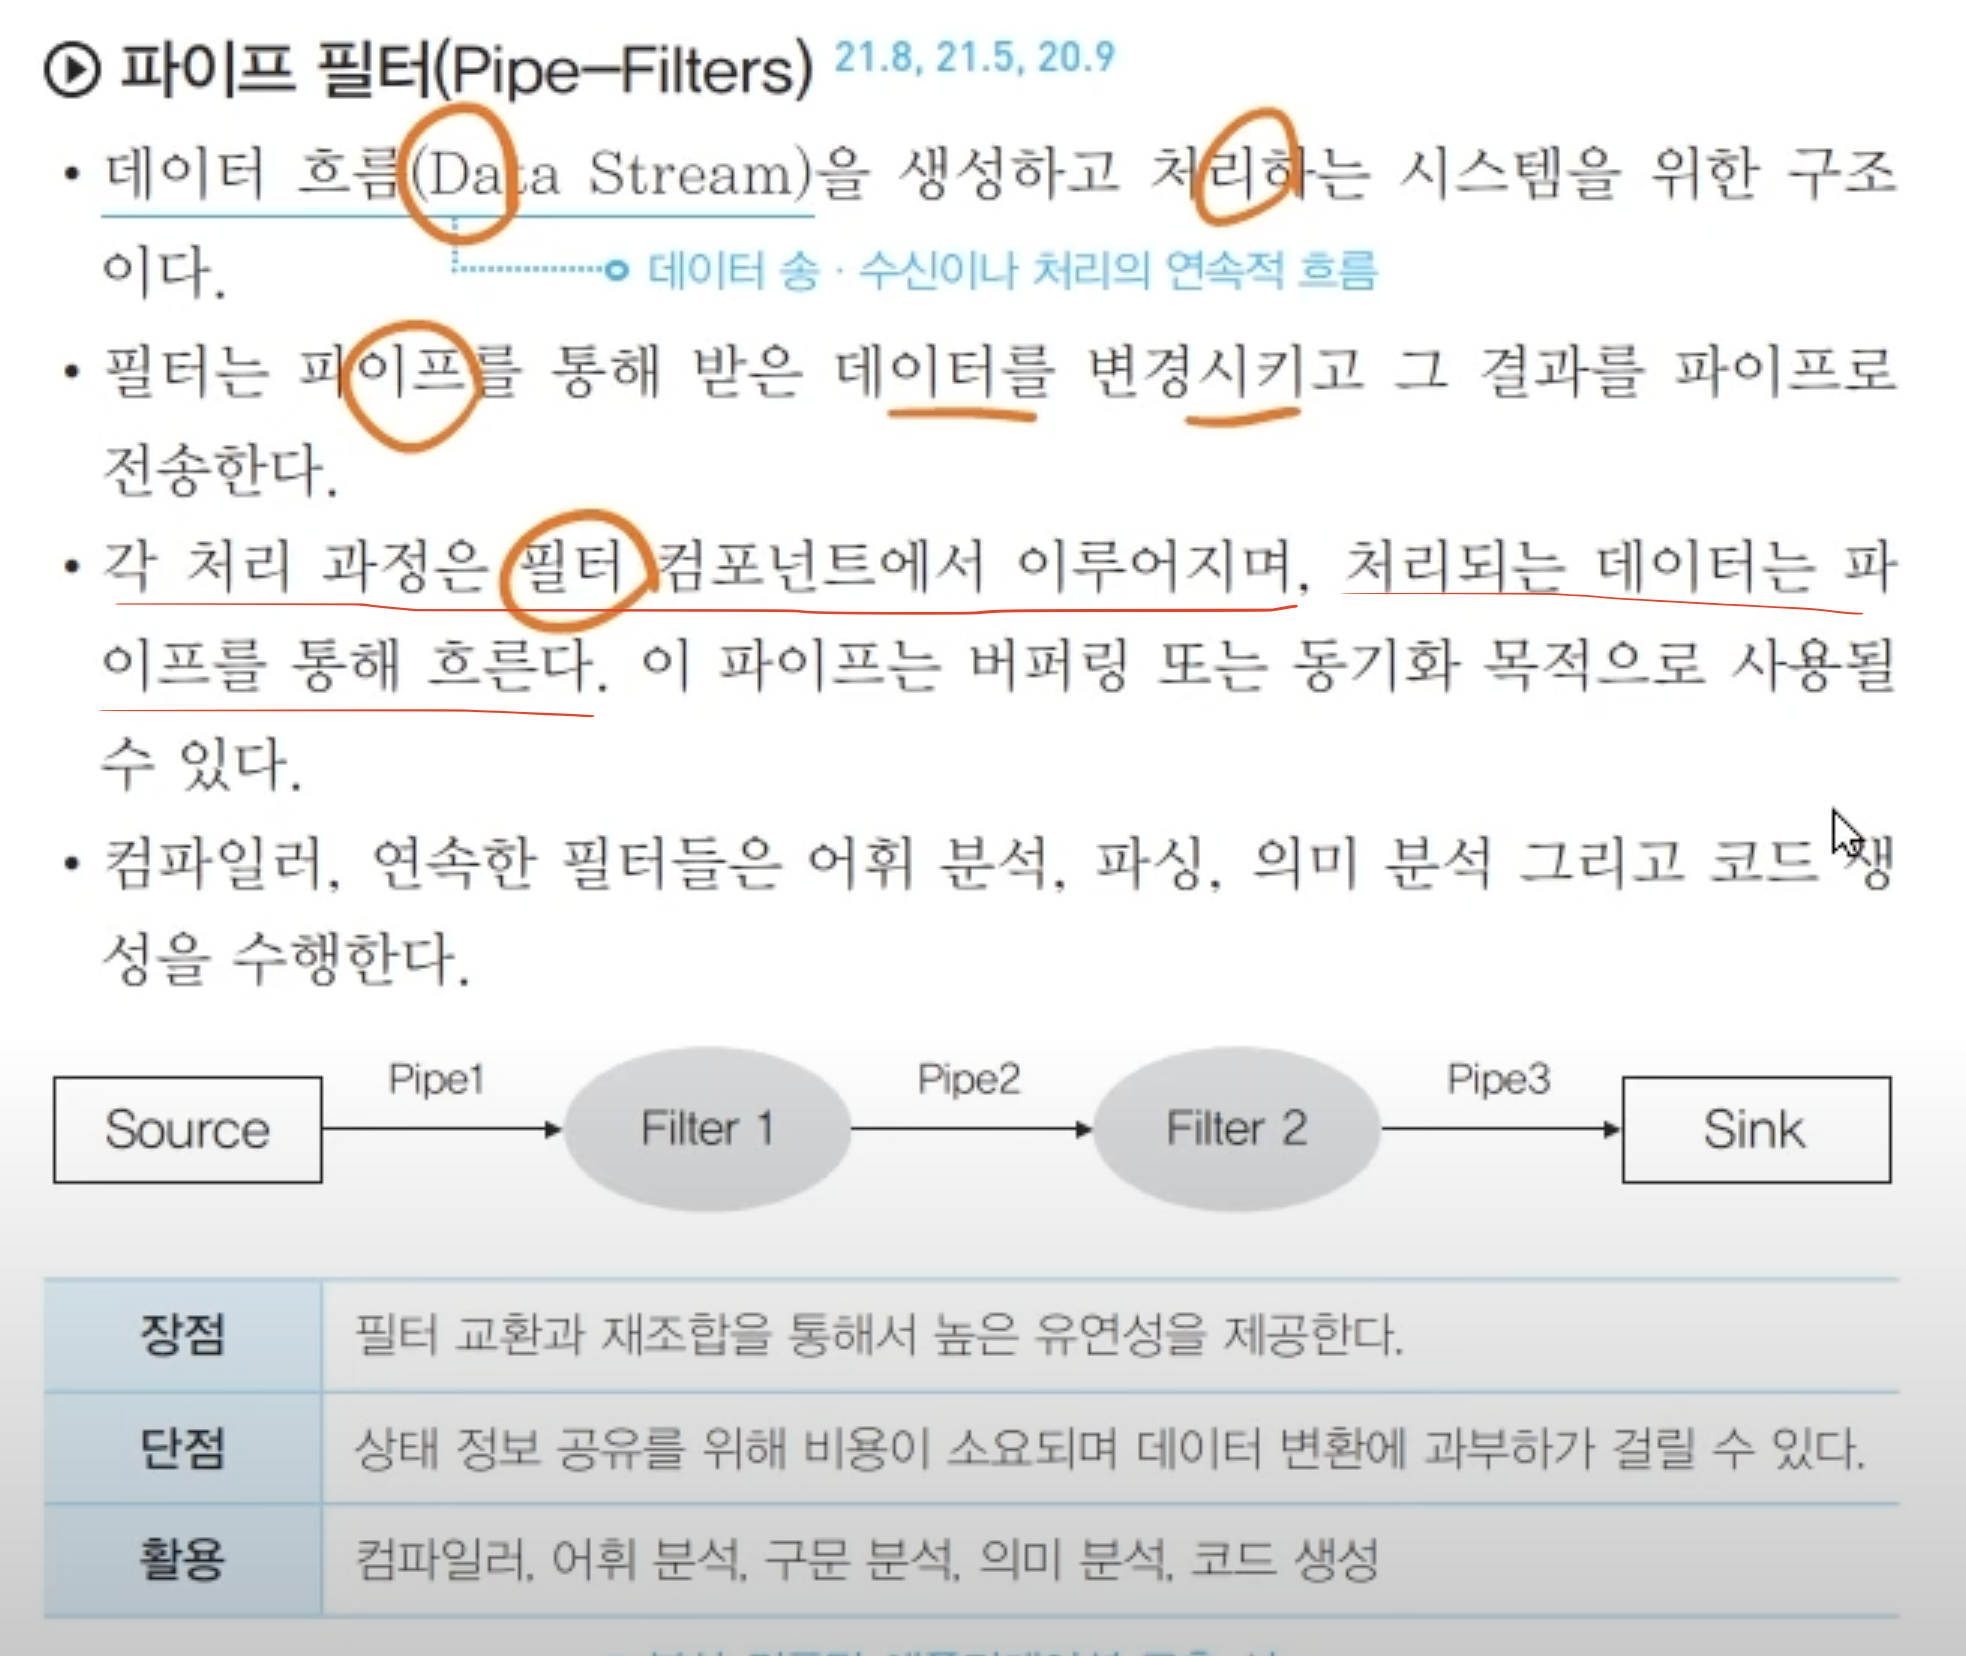 파이프 필터(Pipe-Filters) 21.8, 21.5, 20.9
• 데이터 흐름(Data Stream)을 생성하고 처리하는 시스템을 위한 구조
이다.
데이터 송·수신이나 처리의 연속적 흐름
• 필터는 파이프를 통해 받은 데이터를 변경시키고 그 결과를 파이프로
전송한다.
• 각 처리 과정은 필터 컴포넌트에서 이루어지며, 처리되는 데이터는 파
이프를 통해 흐른다. 이 파이프는 버퍼링 또는 동기화 목적으로 사용될
수 있다.
• 컴파일러, 연속한 필터들은 어휘 분석, 파싱, 의미 분석 그리고 코드 생
성을 수행한다.
Source Pipe1 Filter 1 Pipe2 Filter 2 Pipe3 Sink
장점 필터 교환과 재조합을 통해서 높은 유연성을 제공한다.
단점 상태 정보 공유를 위해 비용이 소요되며 데이터 변환에 과부하가 걸릴 수 있다.
활용 컴파일러, 어휘 분석, 구문 분석, 의미 분석, 코드 생성